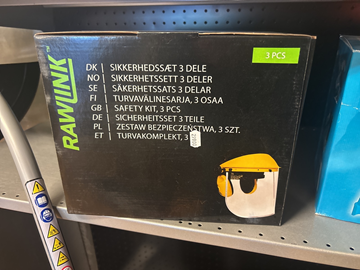 RAWLINK™
3 PCS
DK | SIKKERHEDSSÆT 3 DELE
NO | SIKKERHETSSETT 3 DELER
SE | SÄKERHETSSATS 3 DELAR
FI | TURVAVÄLINESARJA, 3 OSAA
GB | SAFETY KIT, 3 PCS
DE | SICHERHEITSSET 3 TEILE
PL | ZESTAW BEZPIECZEŃSTWA, 3 SZT.
ET | TURVAKOMPLEKT, 3